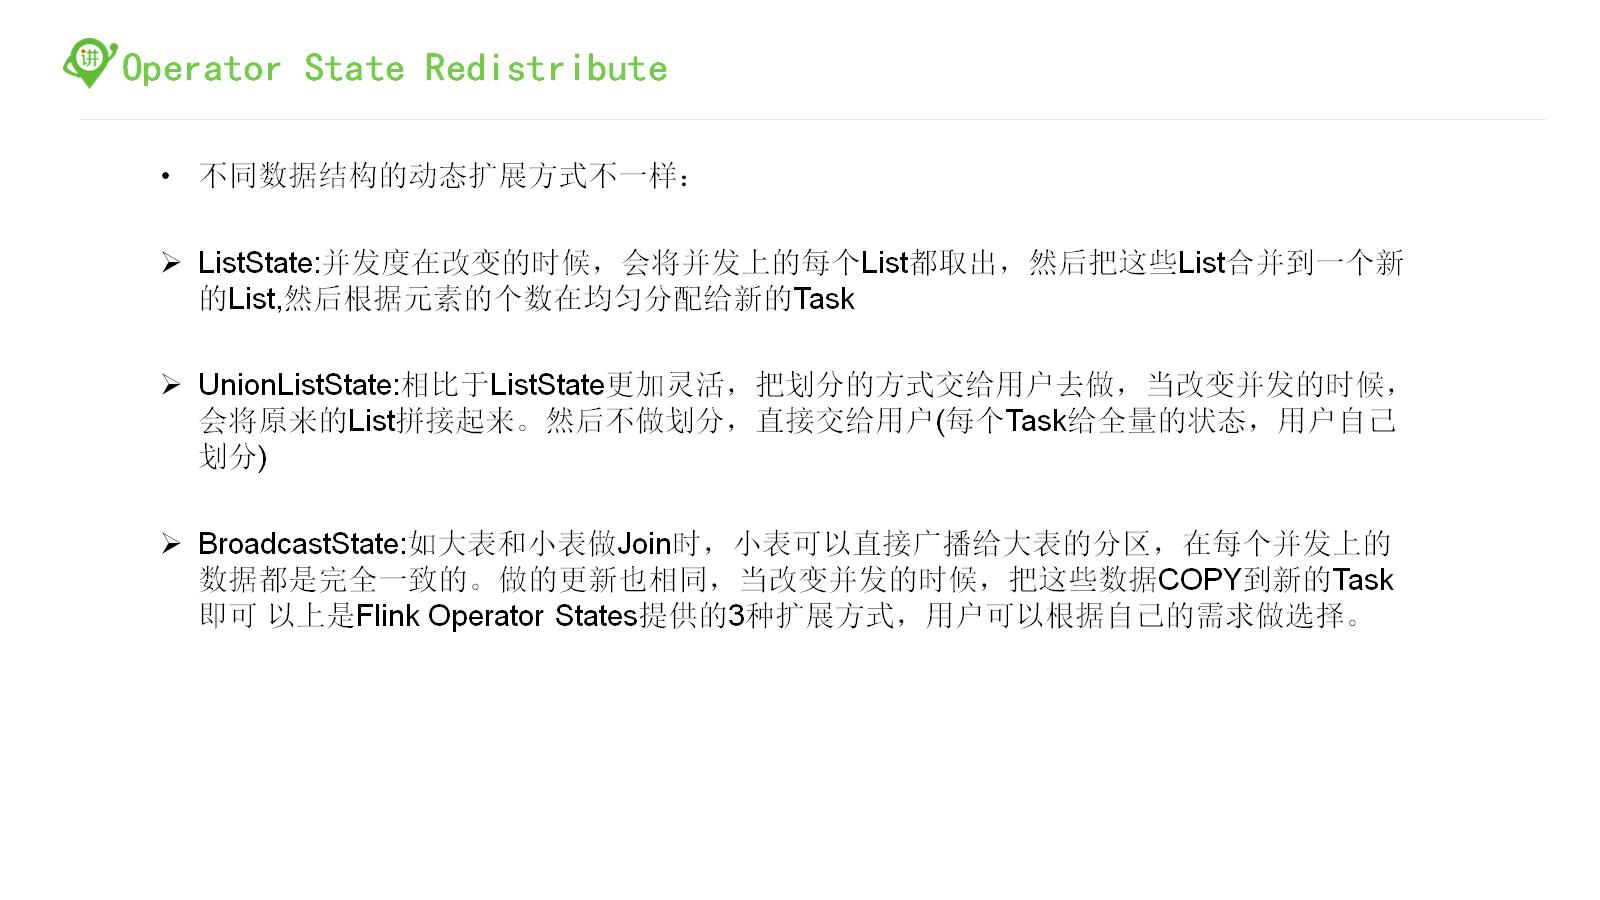 讲
Operator State Redistribute
• 不同数据结构的动态扩展方式不一样：
➢ ListState:并发度在改变的时候，会将并发上的每个List都取出，然后把这些List合并到一个新
的List,然后根据元素的个数在均匀分配给新的Task
➢ UnionListState:相比于ListState更加灵活，把划分的方式交给用户去做，当改变并发的时候，
会将原来的List拼接起来。然后不做划分，直接交给用户(每个Task给全量的状态，用户自己
划分)
➢ BroadcastState:如大表和小表做Join时，小表可以直接广播给大表的分区，在每个并发上的
数据都是完全一致的。做的更新也相同，当改变并发的时候，把这些数据COPY到新的Task
即可 以上是Flink Operator States提供的3种扩展方式，用户可以根据自己的需求做选择。